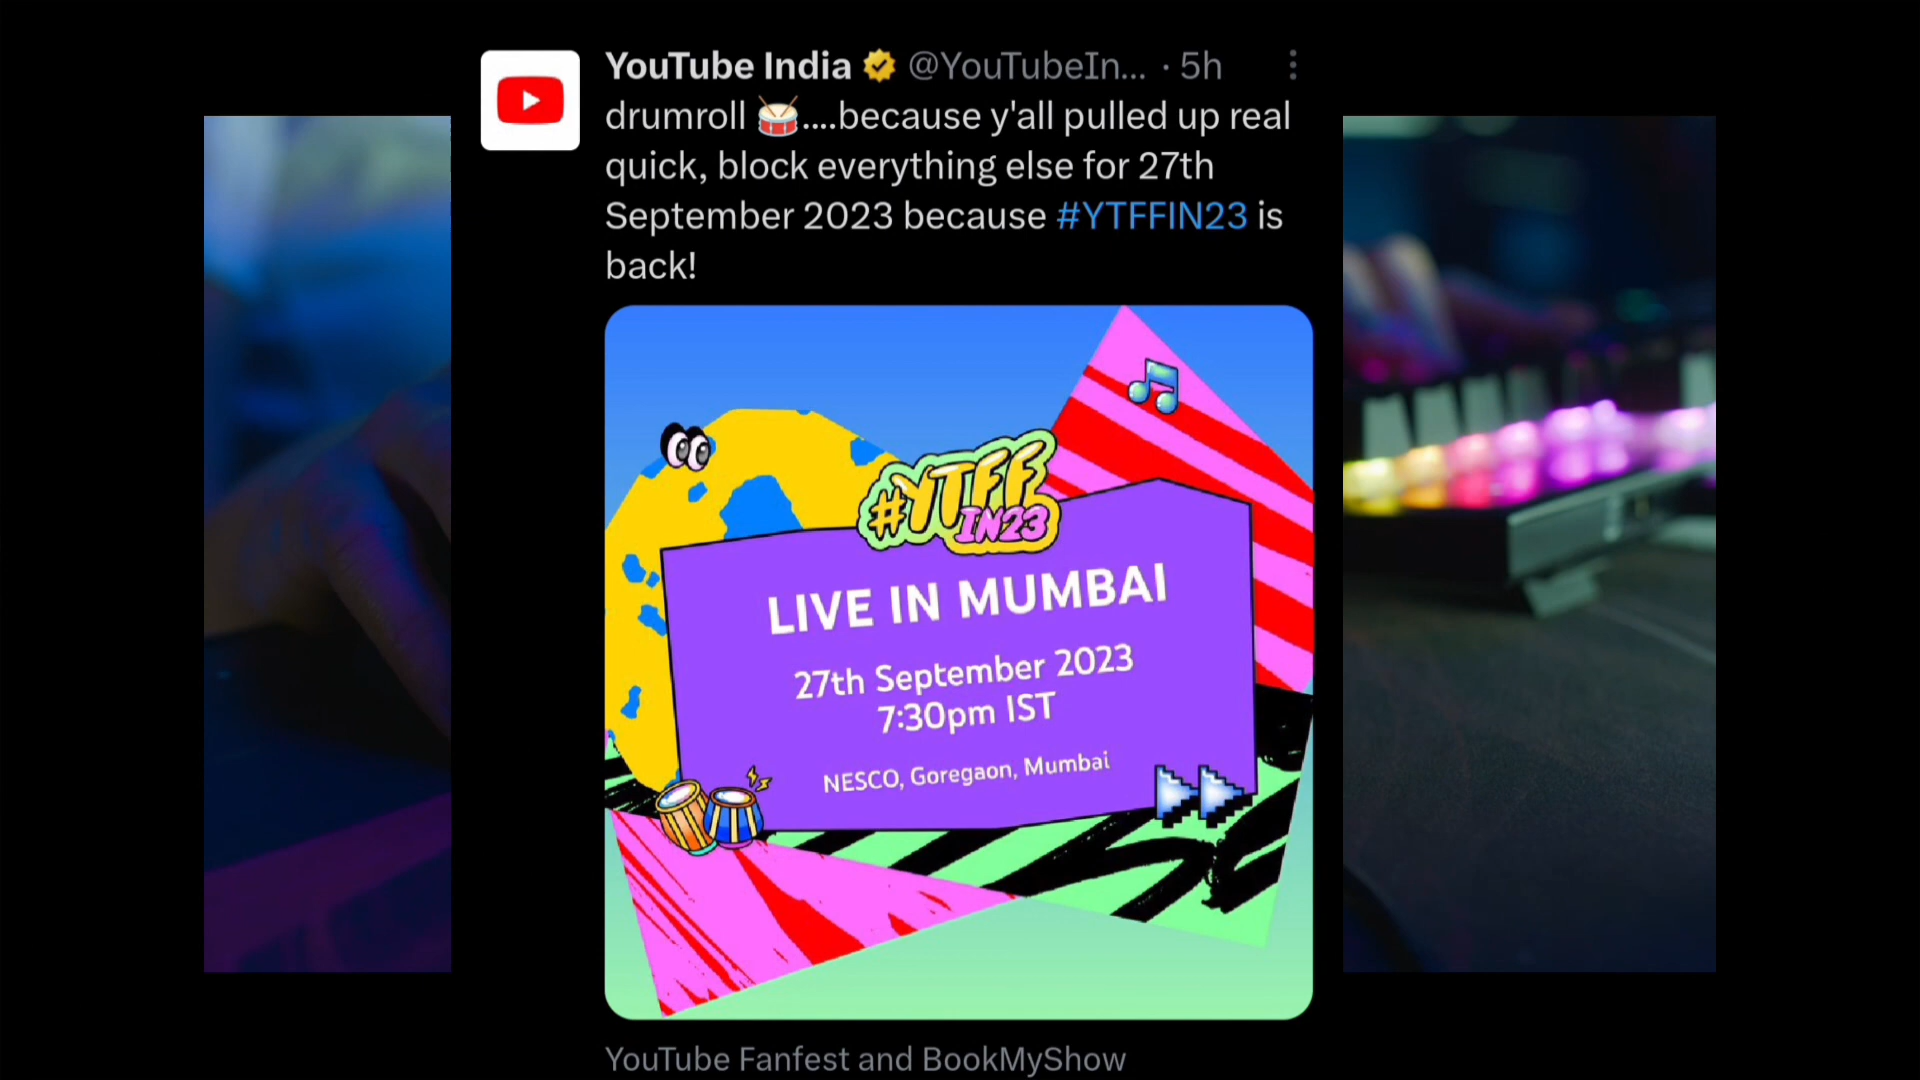 YouTube India @YouTubeIn... · 5h
drumroll 🥁....because y'all pulled up real
quick, block everything else for 27th
September 2023 because #YTFFIN23 is
back!
#YTFF
IN23
LIVE IN MUMBAI
27th September 2023
7:30pm IST
NESCO, Goregaon, Mumbai
YouTube Fanfest and BookMyShow